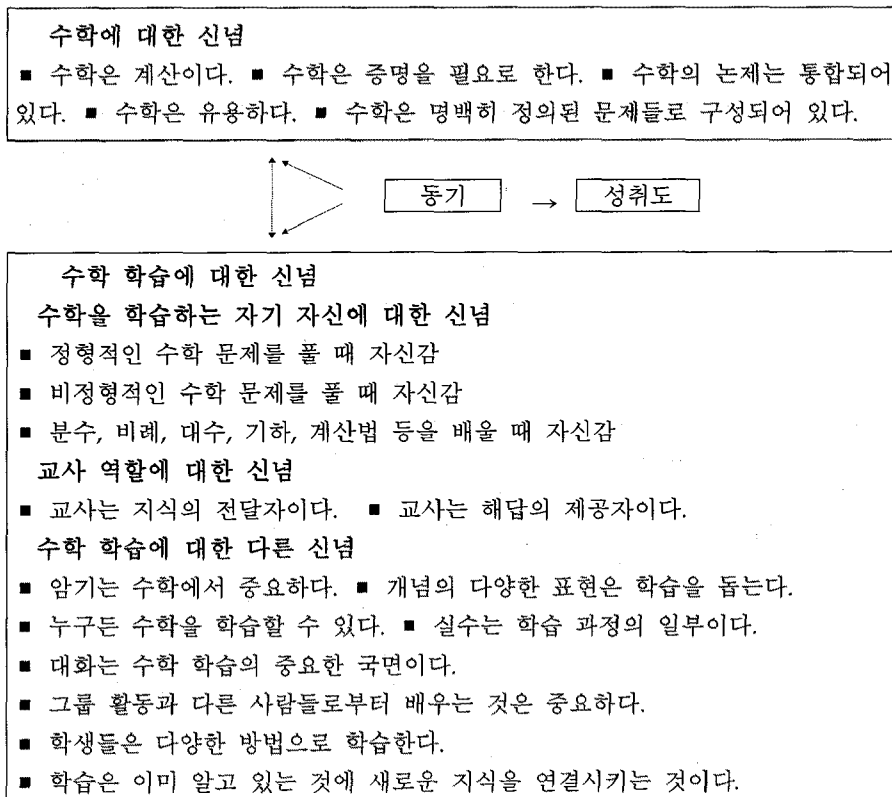 수학에 대한 신념
■ 수학은 계산이다. ■ 수학은 증명을 필요로 한다. ■ 수학의 논제는 통합되어
있다. ■ 수학은 유용하다. ■ 수학은 명백히 정의된 문제들로 구성되어 있다.
동기 → 성취도
수학 학습에 대한 신념
수학을 학습하는 자기 자신에 대한 신념
■ 정형적인 수학 문제를 풀 때 자신감
■ 비정형적인 수학 문제를 풀 때 자신감
■ 분수, 비례, 대수, 기하, 계산법 등을 배울 때 자신감
교사 역할에 대한 신념
■ 교사는 지식의 전달자이다. ■ 교사는 해답의 제공자이다.
수학 학습에 대한 다른 신념
■ 암기는 수학에서 중요하다. ■ 개념의 다양한 표현은 학습을 돕는다.
■ 누구든 수학을 학습할 수 있다. ■ 실수는 학습 과정의 일부이다.
■ 대화는 수학 학습의 중요한 국면이다.
■ 그룹 활동과 다른 사람들로부터 배우는 것은 중요하다.
■ 학생들은 다양한 방법으로 학습한다.
■ 학습은 이미 알고 있는 것에 새로운 지식을 연결시키는 것이다.